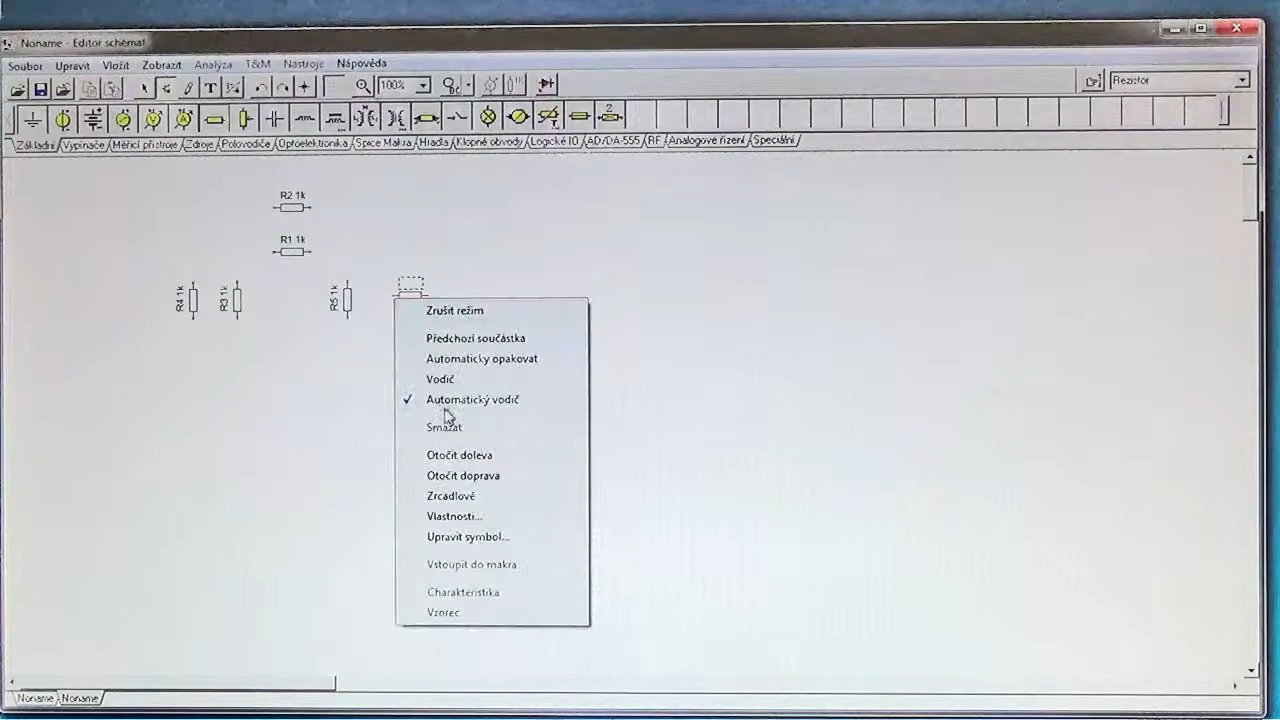 Noname - Editor schémat
Soubor Upravit Vložit Zobrazit Analýza T&M Nastroje Nápověda
T 100% Rezistor
Z
Základní Vypínače Měřicí přístroje Zdroje Polovodiče Optoelektronika Spice Makra Hradla Klopné obvody Logické IO AD/DA-555 RF Analogové řízení Speciální
R2 1k
R1 1k
R4 1k R3 1k R5 1k
Zrušit režim
Předchozí součástka
Automaticky opakovat
Vodič
Automatický vodič
Smazat
Otočit doleva
Otočit doprava
Zrcadlově
Vlastnosti...
Upravit symbol...
Vstoupit do makra
Charakteristika
Vzorec
Noname Noname